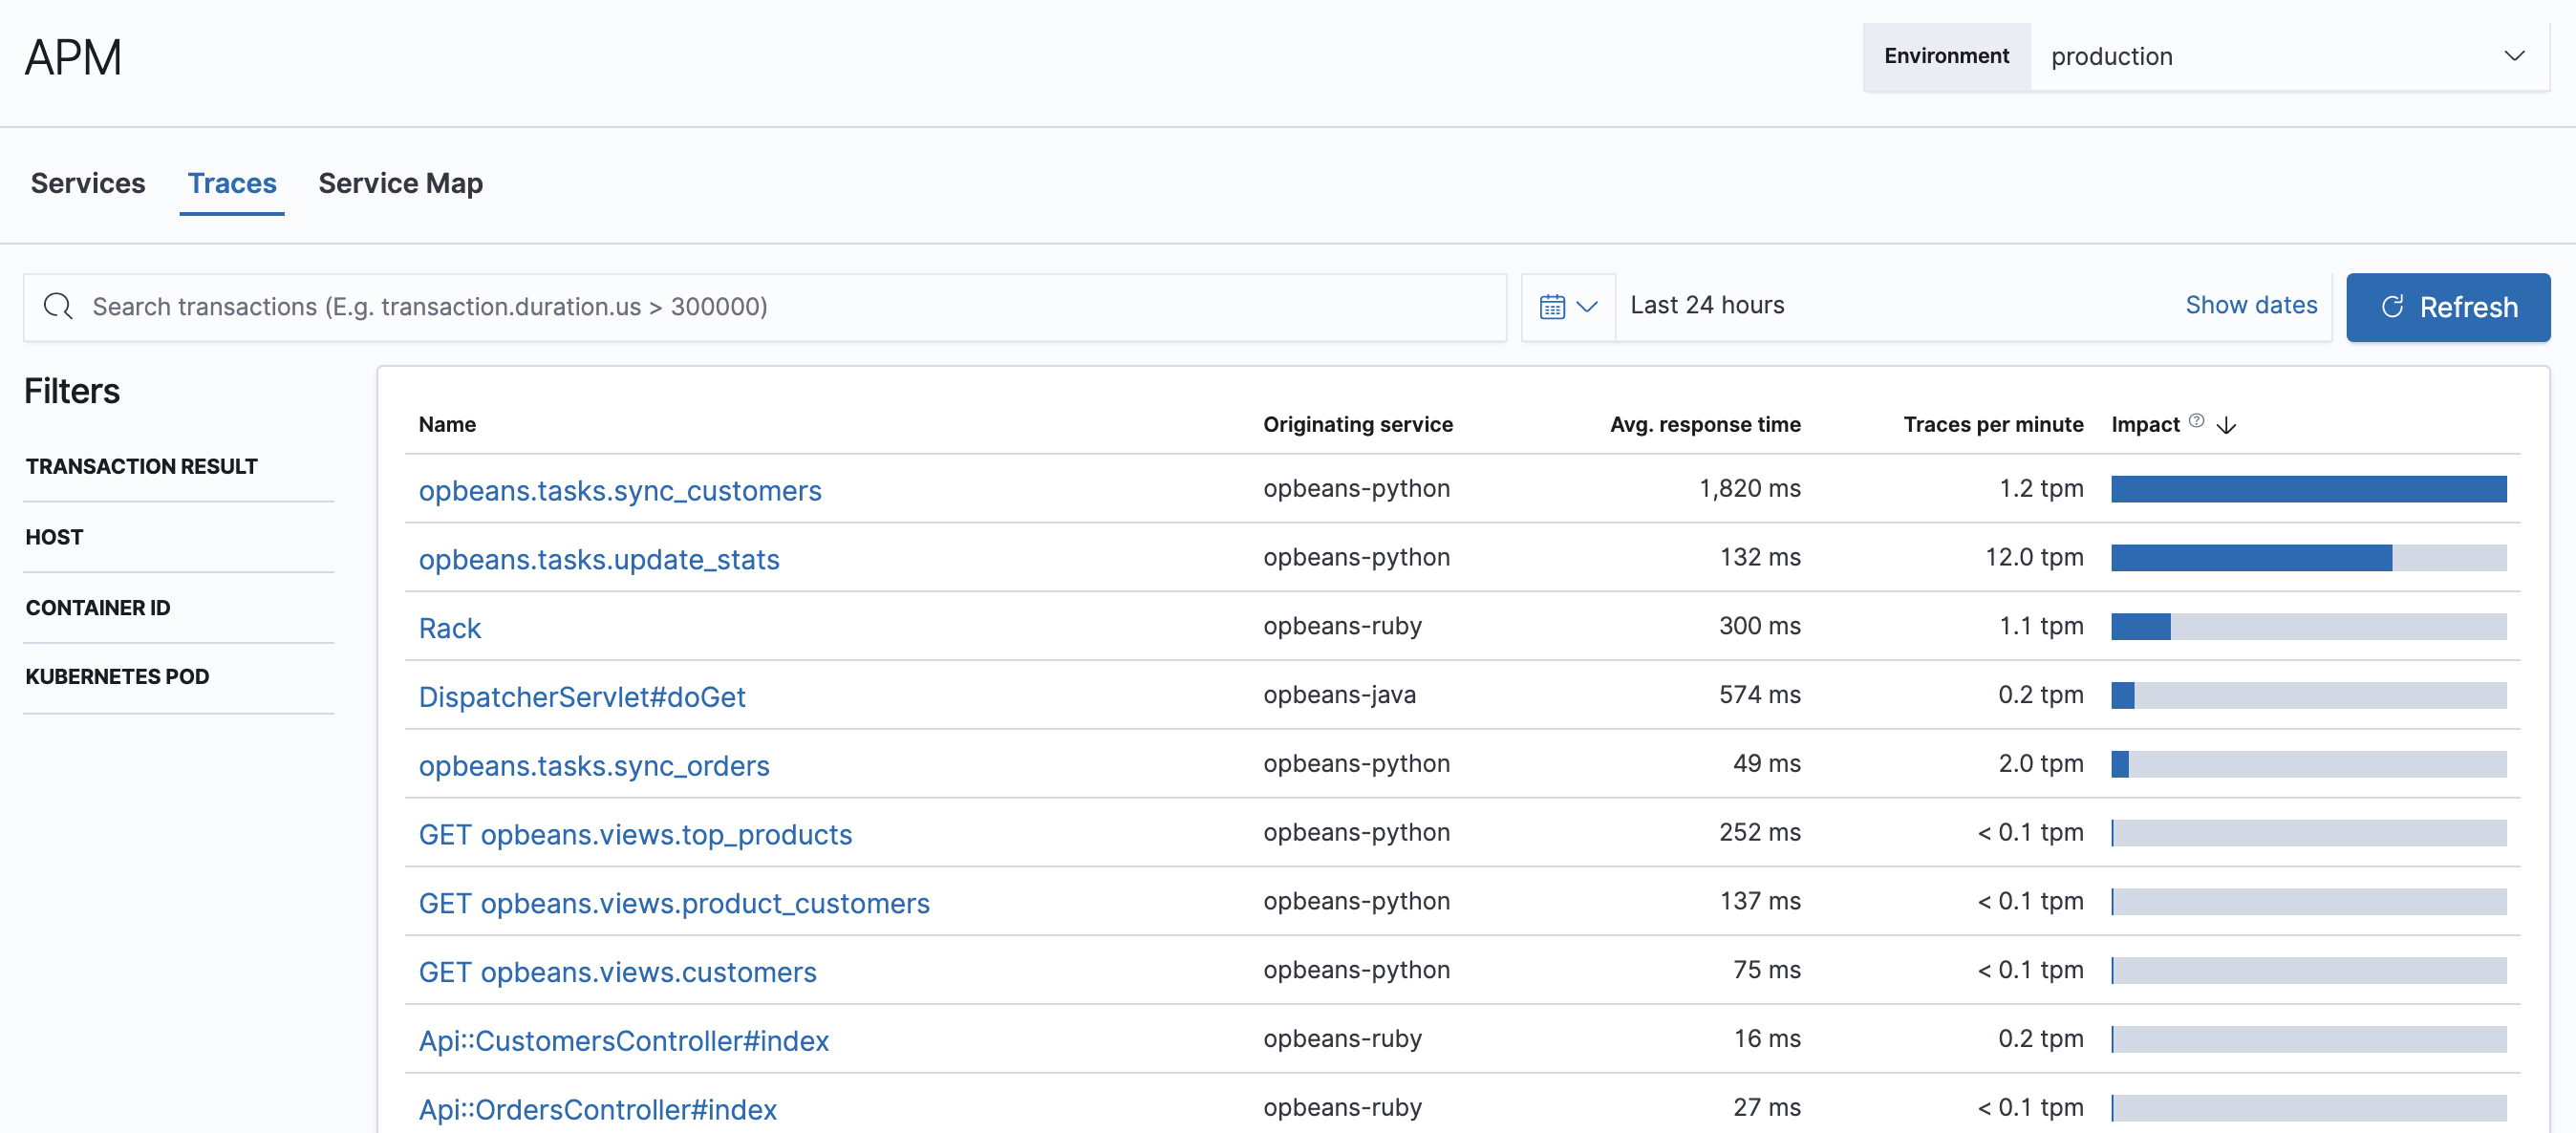 APM
Environment production
Services Traces Service Map
Search transactions (E.g. transaction.duration.us > 300000) Last 24 hours Show dates Refresh
Filters
TRANSACTION RESULT
HOST
CONTAINER ID
KUBERNETES POD
Name Originating service Avg. response time Traces per minute Impact
opbeans.tasks.sync_customers opbeans-python 1,820 ms 1.2 tpm
opbeans.tasks.update_stats opbeans-python 132 ms 12.0 tpm
Rack opbeans-ruby 300 ms 1.1 tpm
DispatcherServlet#doGet opbeans-java 574 ms 0.2 tpm
opbeans.tasks.sync_orders opbeans-python 49 ms 2.0 tpm
GET opbeans.views.top_products opbeans-python 252 ms < 0.1 tpm
GET opbeans.views.product_customers opbeans-python 137 ms < 0.1 tpm
GET opbeans.views.customers opbeans-python 75 ms < 0.1 tpm
Api::CustomersController#index opbeans-ruby 16 ms 0.2 tpm
Api::OrdersController#index opbeans-ruby 27 ms < 0.1 tpm